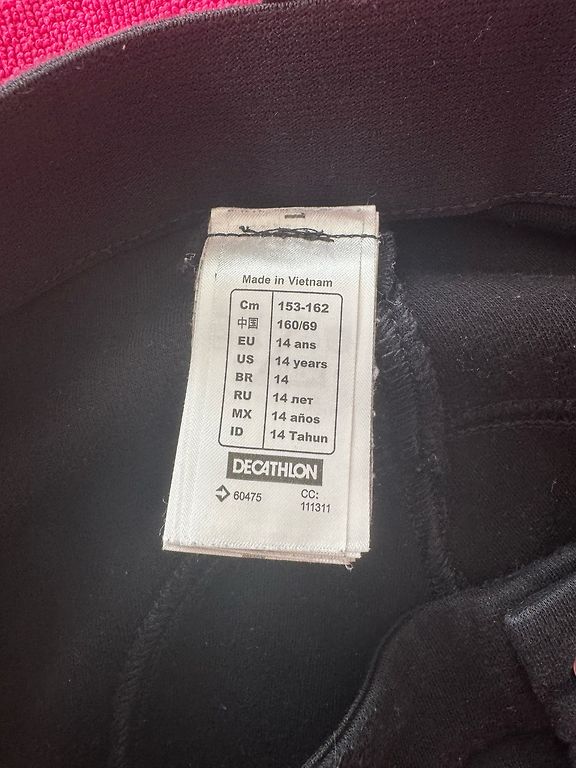 Made in Vietnam
Cm 153-162
中国 160/69
EU 14 ans
US 14 years
BR 14
RU 14 лет
MX 14 años
ID 14 Tahun
DECATHLON
60475 CC:
111311